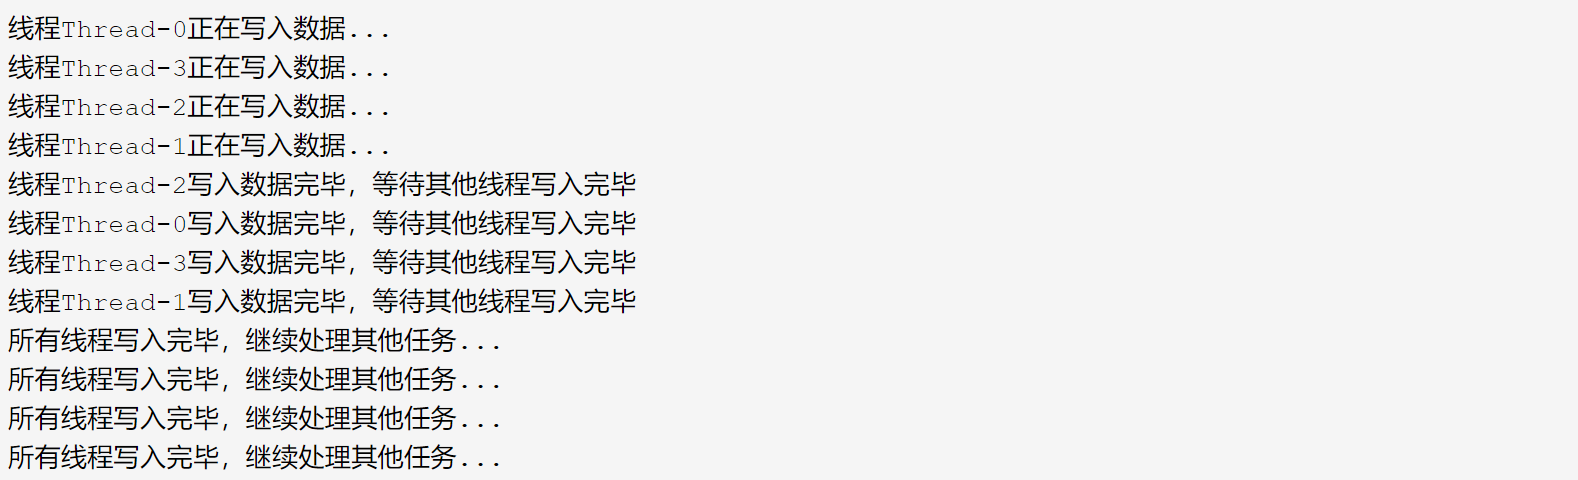 线程Thread-0正在写入数据...
线程Thread-3正在写入数据...
线程Thread-2正在写入数据...
线程Thread-1正在写入数据...
线程Thread-2写入数据完毕，等待其他线程写入完毕
线程Thread-0写入数据完毕，等待其他线程写入完毕
线程Thread-3写入数据完毕，等待其他线程写入完毕
线程Thread-1写入数据完毕，等待其他线程写入完毕
所有线程写入完毕，继续处理其他任务...
所有线程写入完毕，继续处理其他任务...
所有线程写入完毕，继续处理其他任务...
所有线程写入完毕，继续处理其他任务...